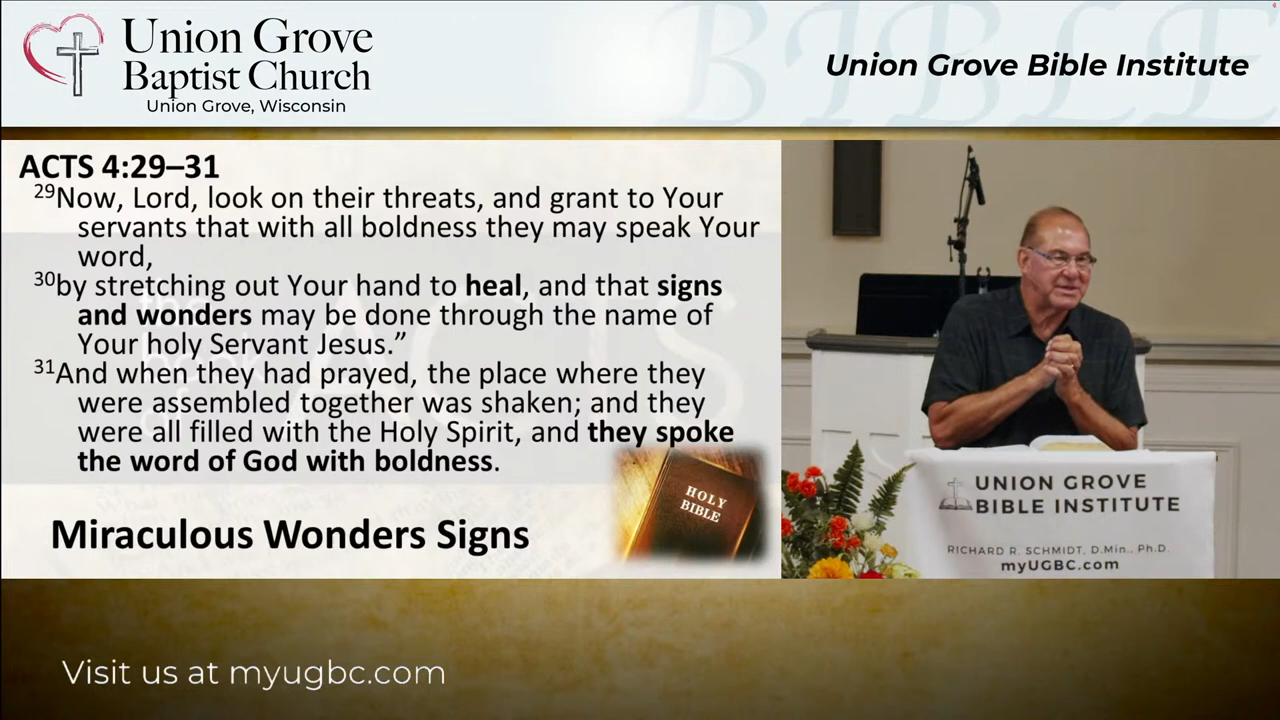 Union Grove
Baptist Church
Union Grove, Wisconsin
BIBLE
Union Grove Bible Institute
ACTS 4:29–31
29Now, Lord, look on their threats, and grant to Your
servants that with all boldness they may speak Your
word,
30by stretching out Your hand to heal, and that signs
and wonders may be done through the name of
Your holy Servant Jesus.”
31And when they had prayed, the place where they
were assembled together was shaken; and they
were all filled with the Holy Spirit, and they spoke
the word of God with boldness.
HOLY
BIBLE
Miraculous Wonders Signs
UNION GROVE
BIBLE INSTITUTE
RICHARD R. SCHMIDT, D.Min., Ph.D.
myUGBC.com
Visit us at myugbc.com